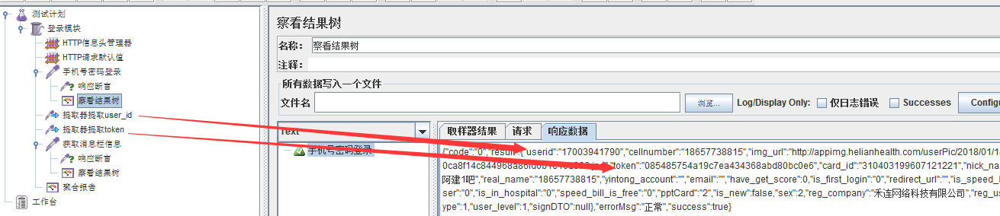 测试计划
登录模块
HTTP信息头管理器
HTTP请求默认值
手机号密码登录
响应断言
察看结果树
提取器提取user_id
提取器提取token
获取消息栏信息
响应断言
察看结果树
聚合报告
工作台
察看结果树
名称： 察看结果树
注释：
所有数据写入一个文件
文件名 浏览... Log/Display Only: 仅日志错误 Successes Configu
Text
手机号密码登录
取样器结果 请求 响应数据
{"code":"0","result":{"userid":"17003941790","cellnumber":"18657738815","img_url":"http://appimg.helianhealth.com/userPic/2018/01/1
"token":"085485754a19c7ea434368abd80bc0e6","card_id":"310403199607121221","nick_na
阿建1吧","real_name":"18657738815","yintong_account":"","email":"","have_get_score":0,"is_first_login":"0","redirect_url":"","is_speed_l
ser":"0","is_in_hospital":"0","speed_bill_is_free":"0","pptCard":"2","is_new":false,"sex":2,"reg_company":"禾连网络科技有限公司","reg_us
ype":1,"user_level":1,"signDTO":null},"errorMsg":"正常","success":true}